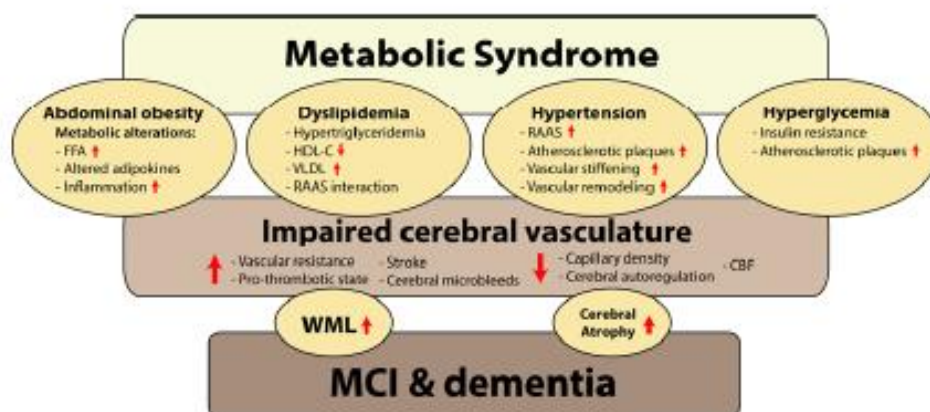 Metabolic Syndrome
Abdominal obesity
Metabolic alterations:
- FFA ↑
- Altered adipokines
- Inflammation ↑
Dyslipidemia
- Hypertriglyceridemia
- HDL-C ↓
- VLDL ↑
- RAAS interaction
Hypertension
- RAAS ↑
- Atherosclerotic plaques ↑
- Vascular stiffening ↑
- Vascular remodeling ↑
Hyperglycemia
- Insulin resistance
- Atherosclerotic plaques ↑
Impaired cerebral vasculature
↑ - Vascular resistance
- Pro-thrombotic state
- Stroke
- Cerebral microbleeds
↓ - Capillary density
- Cerebral autoregulation
- CBF
WML ↑
Cerebral
Atrophy ↑
MCI & dementia